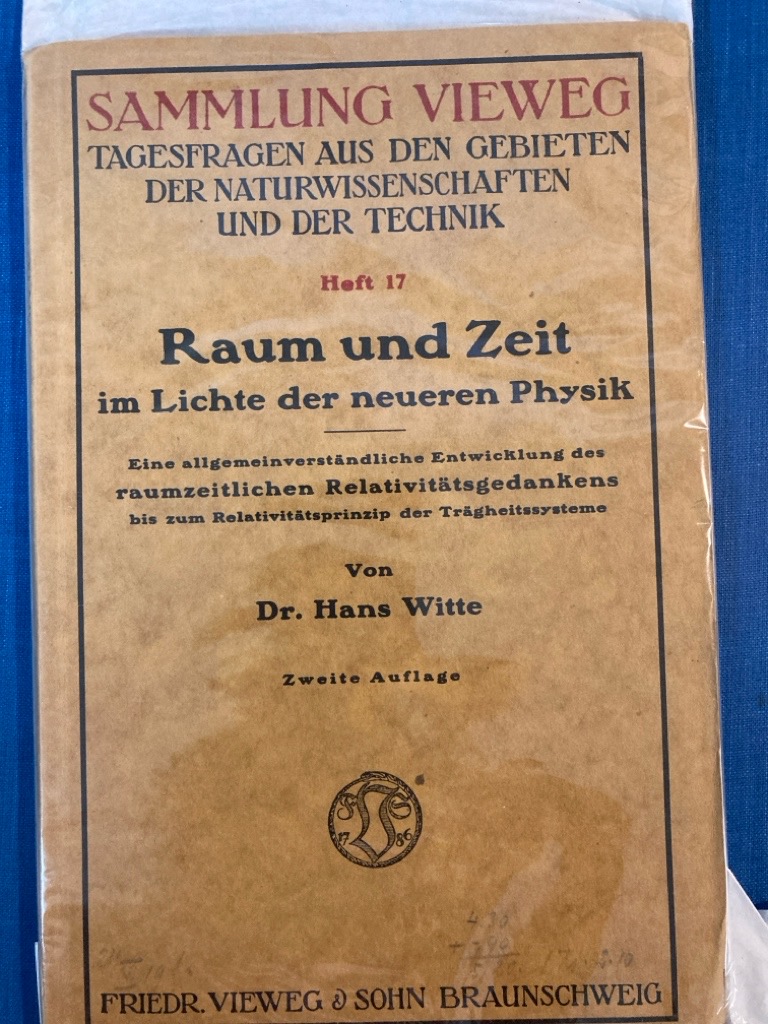 SAMMLUNG VIEWEG
TAGESFRAGEN AUS DEN GEBIETEN
DER NATURWISSENSCHAFTEN
UND DER TECHNIK
Heft 17
Raum und Zeit
im Lichte der neueren Physik
Eine allgemeinverständliche Entwicklung des
raumzeitlichen Relativitätsgedankens
bis zum Relativitätsprinzip der Trägheitssysteme
Von
Dr. Hans Witte
Zweite Auflage
17 86
FRIEDR. VIEWEG & SOHN BRAUNSCHWEIG